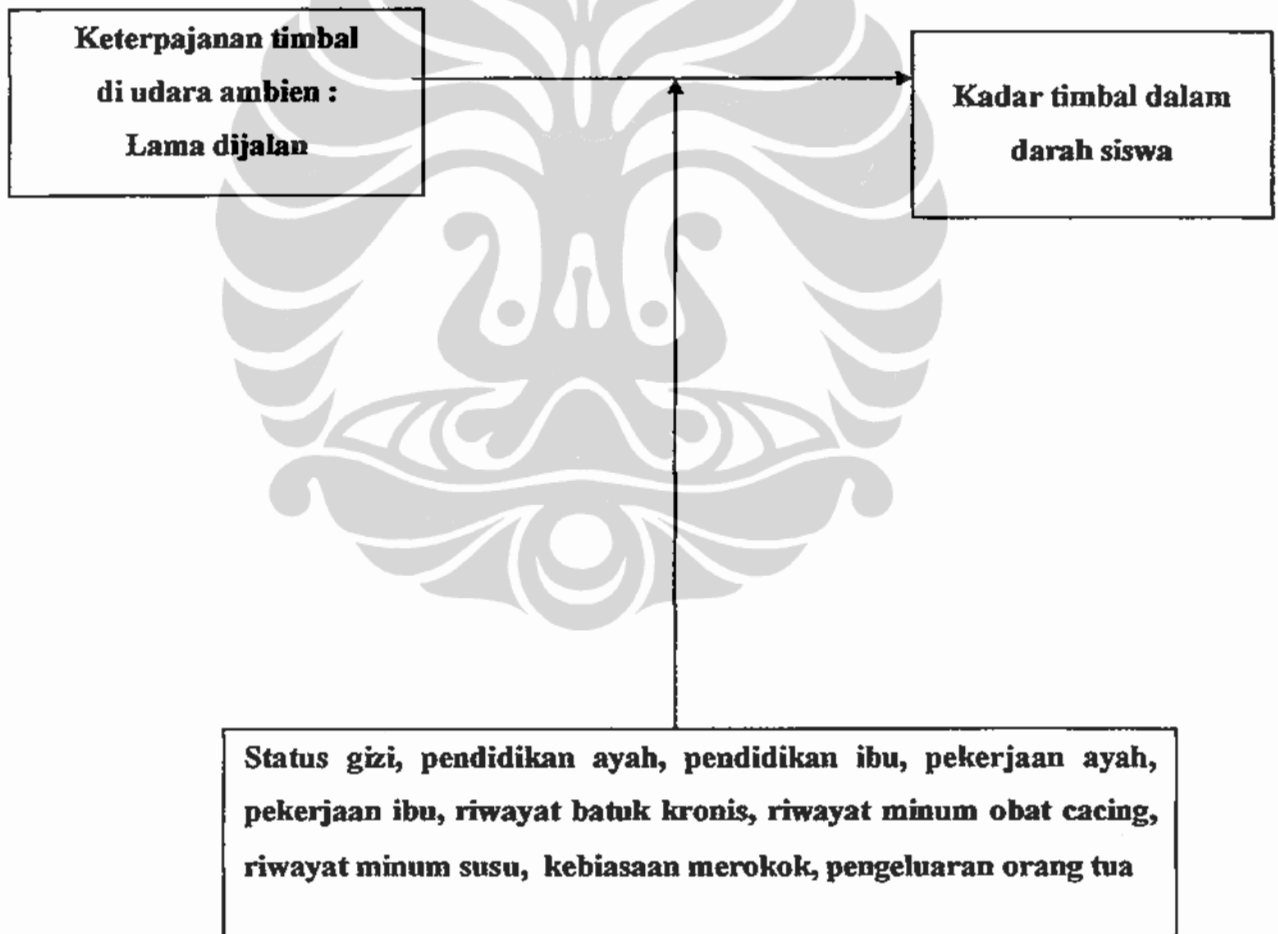 Keterpajanan timbal
di udara ambien :
Lama dijalan
Kadar timbal dalam
darah siswa
Status gizi, pendidikan ayah, pendidikan ibu, pekerjaan ayah,
pekerjaan ibu, riwayat batuk kronis, riwayat minum obat cacing,
riwayat minum susu, kebiasaan merokok, pengeluaran orang tua